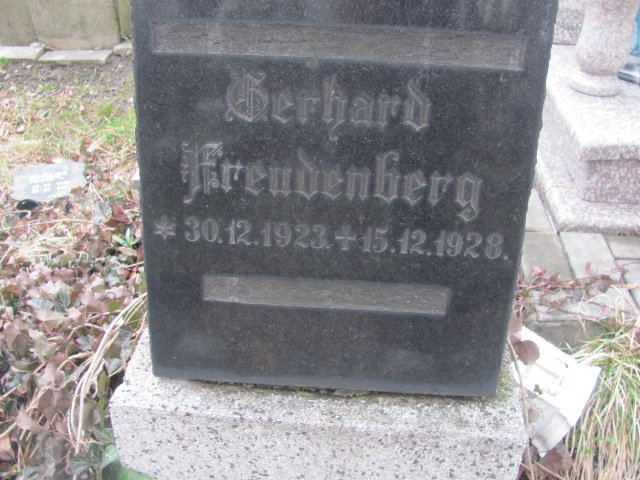 Gerhard
Freudenberg
* 30.12.1923. + 15.12.1928.